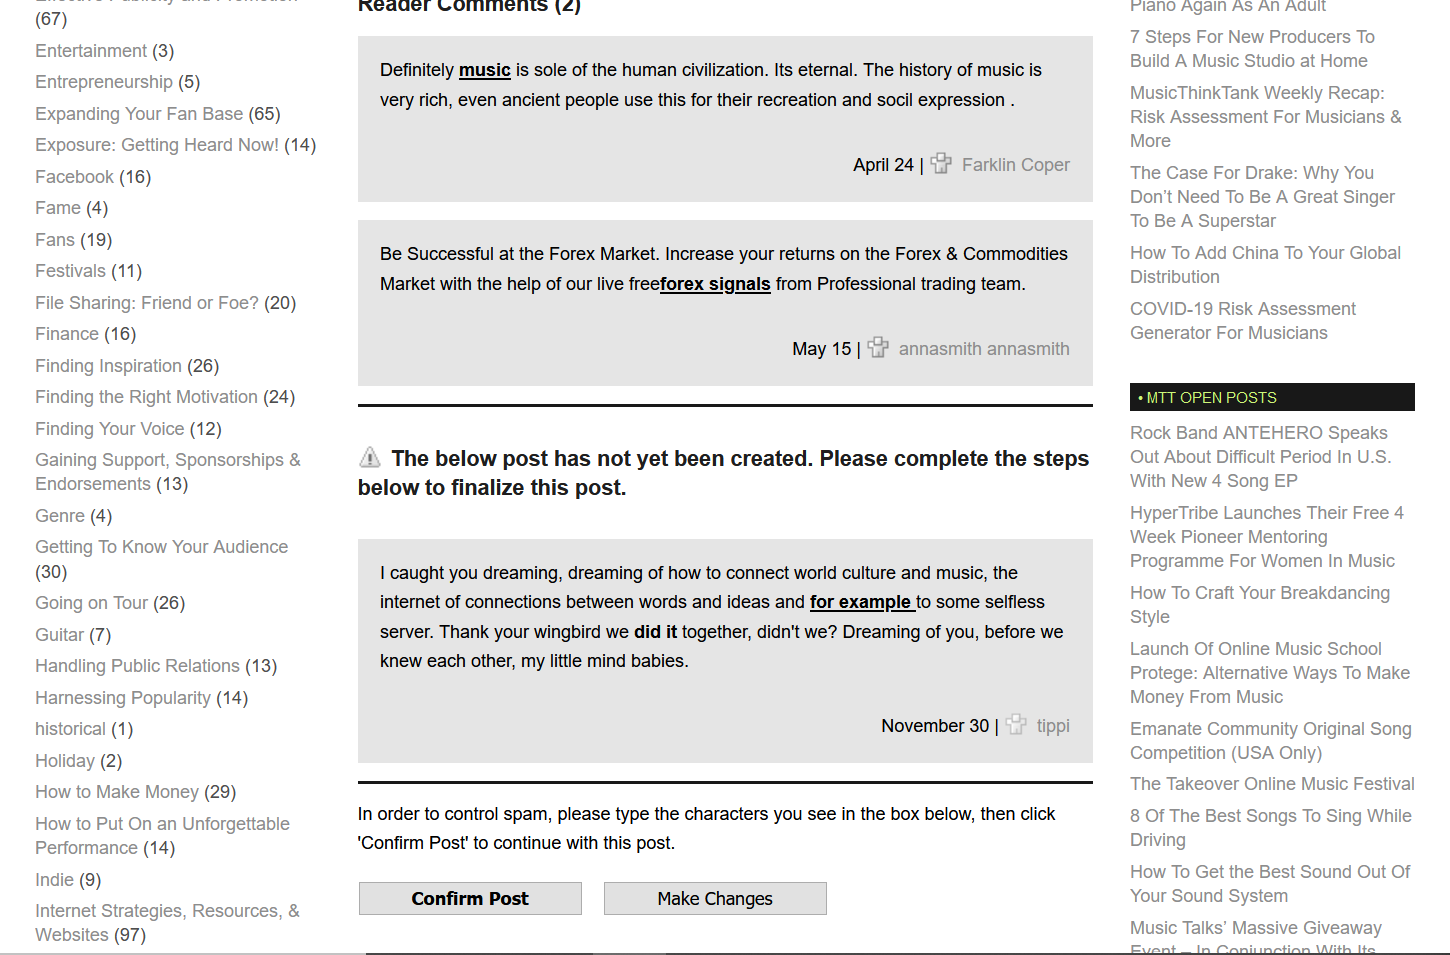 Effective Publicity and Promotion
(67)
Entertainment (3)
Entrepreneurship (5)
Expanding Your Fan Base (65)
Exposure: Getting Heard Now! (14)
Facebook (16)
Fame (4)
Fans (19)
Festivals (11)
File Sharing: Friend or Foe? (20)
Finance (16)
Finding Inspiration (26)
Finding the Right Motivation (24)
Finding Your Voice (12)
Gaining Support, Sponsorships &
Endorsements (13)
Genre (4)
Getting To Know Your Audience
(30)
Going on Tour (26)
Guitar (7)
Handling Public Relations (13)
Harnessing Popularity (14)
historical (1)
Holiday (2)
How to Make Money (29)
How to Put On an Unforgettable
Performance (14)
Indie (9)
Internet Strategies, Resources, &
Websites (97)
Reader Comments (2)
Definitely music is sole of the human civilization. Its eternal. The history of music is
very rich, even ancient people use this for their recreation and socil expression .
April 24 | Farklin Coper
Be Successful at the Forex Market. Increase your returns on the Forex & Commodities
Market with the help of our live freeforex signals from Professional trading team.
May 15 | annasmith annasmith
The below post has not yet been created. Please complete the steps
below to finalize this post.
I caught you dreaming, dreaming of how to connect world culture and music, the
internet of connections between words and ideas and for example to some selfless
server. Thank your wingbird we did it together, didn't we? Dreaming of you, before we
knew each other, my little mind babies.
November 30 | tippi
In order to control spam, please type the characters you see in the box below, then click
'Confirm Post' to continue with this post.
Confirm Post
Make Changes
Piano Again As An Adult
7 Steps For New Producers To
Build A Music Studio at Home
MusicThinkTank Weekly Recap:
Risk Assessment For Musicians &
More
The Case For Drake: Why You
Don’t Need To Be A Great Singer
To Be A Superstar
How To Add China To Your Global
Distribution
COVID-19 Risk Assessment
Generator For Musicians
• MTT OPEN POSTS
Rock Band ANTEHERO Speaks
Out About Difficult Period In U.S.
With New 4 Song EP
HyperTribe Launches Their Free 4
Week Pioneer Mentoring
Programme For Women In Music
How To Craft Your Breakdancing
Style
Launch Of Online Music School
Protege: Alternative Ways To Make
Money From Music
Emanate Community Original Song
Competition (USA Only)
The Takeover Online Music Festival
8 Of The Best Songs To Sing While
Driving
How To Get the Best Sound Out Of
Your Sound System
Music Talks’ Massive Giveaway
Event – In Conjunction With Its